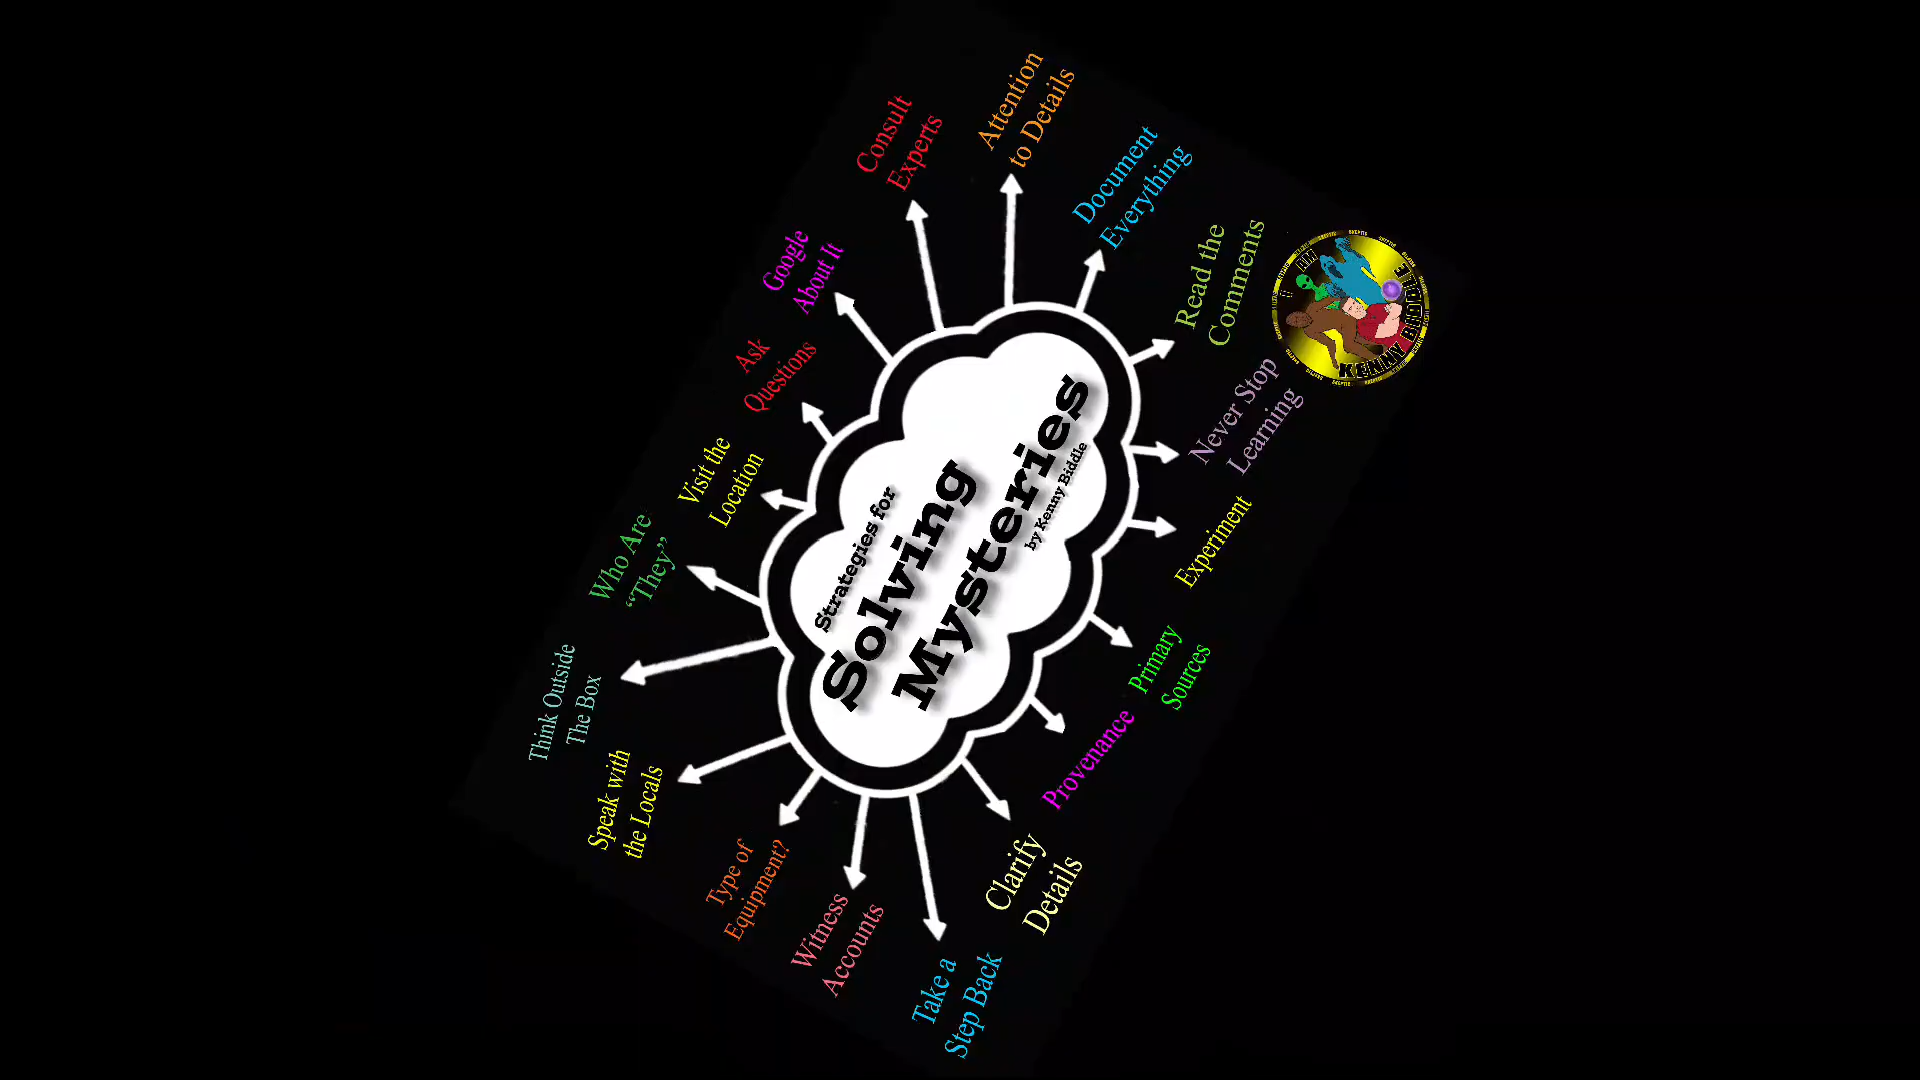 Strategies for
Solving
Mysteries
by Kenny Biddle
Consult
Experts
Attention
to Details
Document
Everything
Read the
Comments
Never Stop
Learning
Experiment
Primary
Sources
Provenance
Clarify
Details
Take a
Step Back
Witness
Accounts
Type of
Equipment?
Speak with
the Locals
Think Outside
The Box
Who Are
“They”
Visit the
Location
Ask
Questions
Google
About It
I AM
KENNY BIDDLE